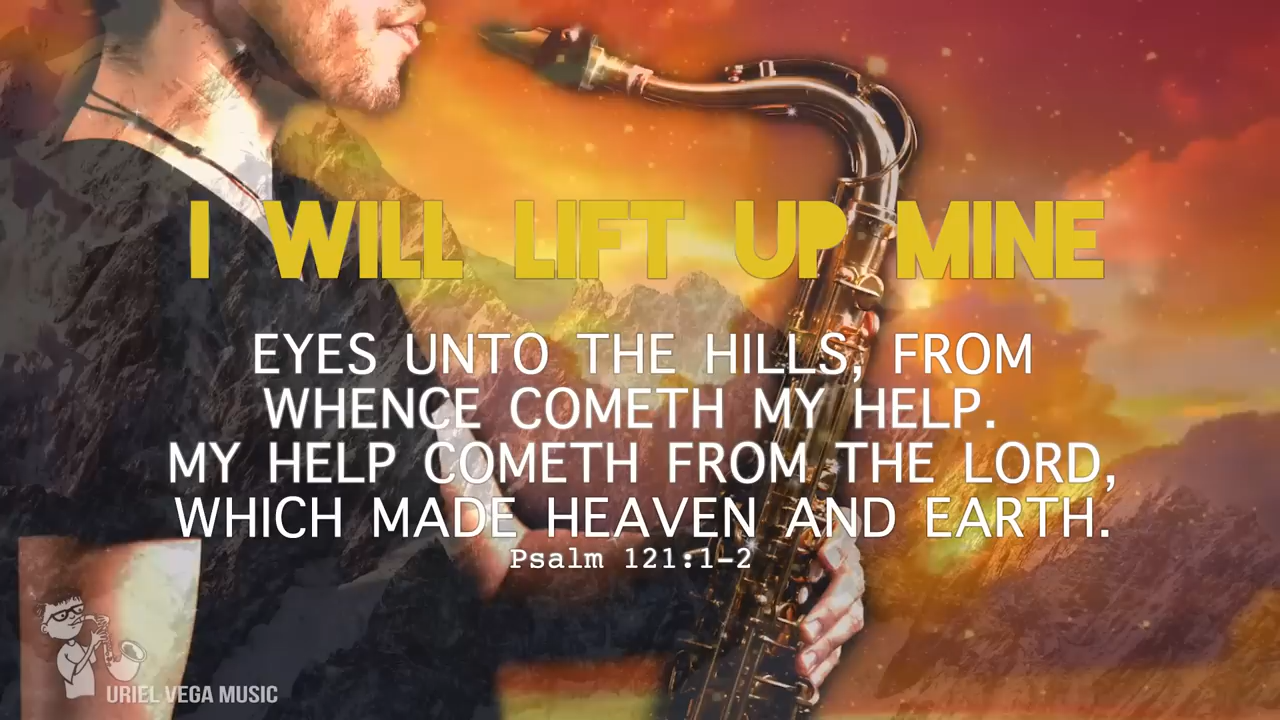 I WILL LIFT UP MINE
EYES UNTO THE HILLS, FROM
WHENCE COMETH MY HELP.
MY HELP COMETH FROM THE LORD,
WHICH MADE HEAVEN AND EARTH.
Psalm 121:1-2
URIEL VEGA MUSIC